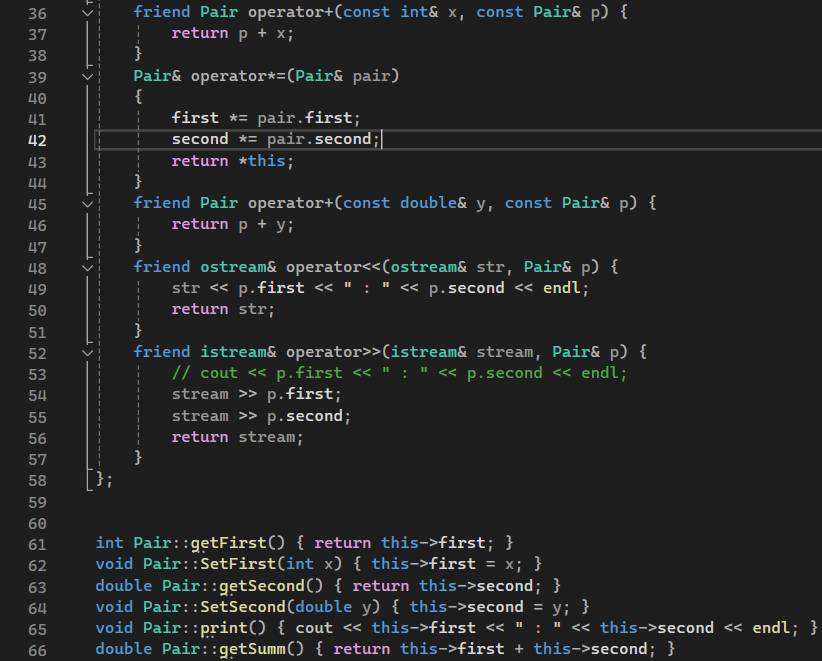 36 friend Pair operator+(const int& x, const Pair& p) {
37 return p + x;
38 }
39 Pair& operator*=(Pair& pair)
40 {
41 first *= pair.first;
42 second *= pair.second;
43 return *this;
44 }
45 friend Pair operator+(const double& y, const Pair& p) {
46 return p + y;
47 }
48 friend ostream& operator<<(ostream& str, Pair& p) {
49 str << p.first << " : " << p.second << endl;
50 return str;
51 }
52 friend istream& operator>>(istream& stream, Pair& p) {
53 // cout << p.first << " : " << p.second << endl;
54 stream >> p.first;
55 stream >> p.second;
56 return stream;
57 }
58 };
59
60
61 int Pair::getFirst() { return this->first; }
62 void Pair::SetFirst(int x) { this->first = x; }
63 double Pair::getSecond() { return this->second; }
64 void Pair::SetSecond(double y) { this->second = y; }
65 void Pair::print() { cout << this->first << " : " << this->second << endl; }
66 double Pair::getSumm() { return this->first + this->second; }